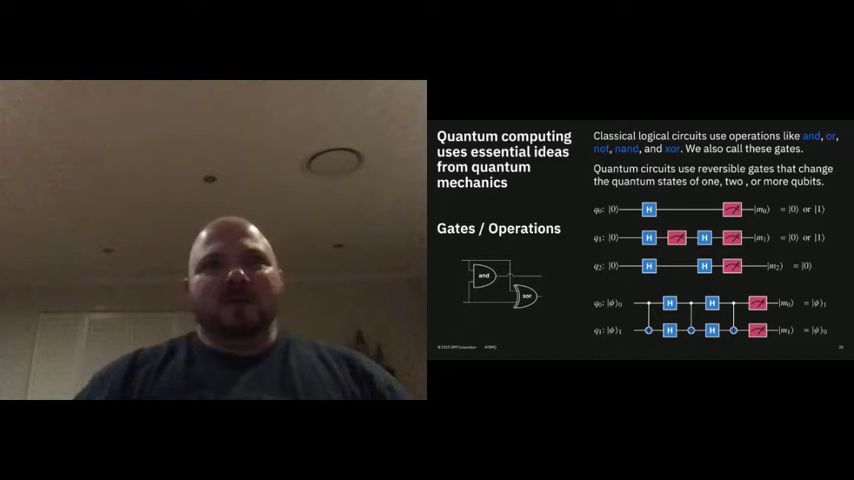 Quantum computing
uses essential ideas
from quantum
mechanics
Gates / Operations
and
xor
Classical logical circuits use operations like and, or,
not, nand, and xor. We also call these gates.
Quantum circuits use reversible gates that change
the quantum states of one, two , or more qubits.
q₀: |0⟩ H |m₀⟩ = |0⟩ or |1⟩
q₁: |0⟩ H H |m₁⟩ = |0⟩ or |1⟩
q₂: |0⟩ H H |m₂⟩ = |0⟩
q₀: |ψ⟩₀ H H |m₀⟩ = |ψ⟩₁
q₁: |ψ⟩₁ H H |m₁⟩ = |ψ⟩₀
IBM Corporation